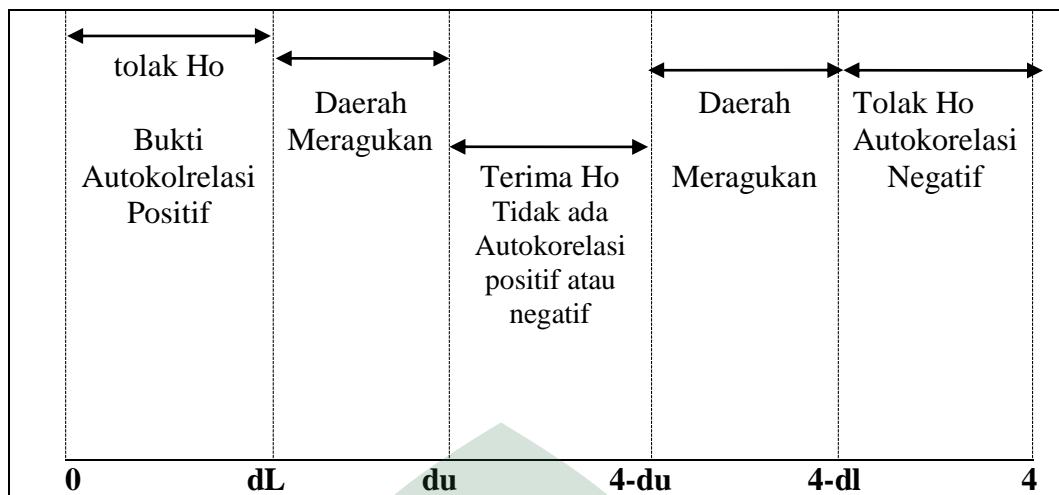 tolak Ho
Bukti
Autokolrelasi
Positif
Daerah
Meragukan
Terima Ho
Tidak ada
Autokorelasi
positif atau
negatif
Daerah
Meragukan
Tolak Ho
Autokorelasi
Negatif
0 dL du 4-du 4-dl 4